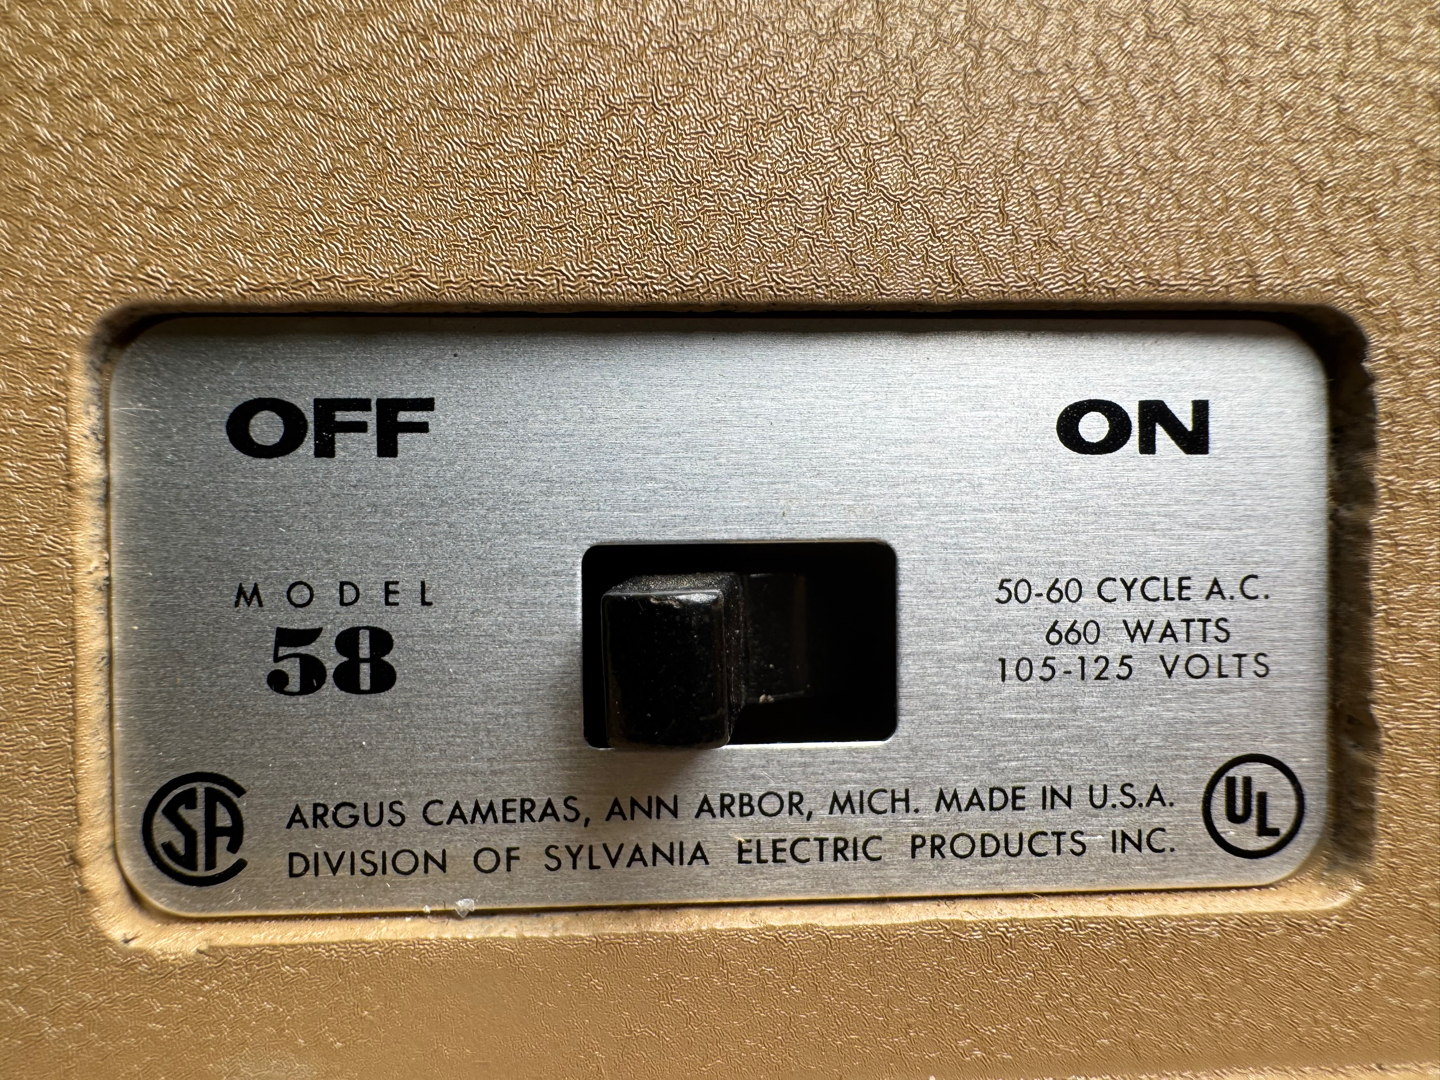 OFF
ON
MODEL
58
50-60 CYCLE A.C.
660 WATTS
105-125 VOLTS
SA
ARGUS CAMERAS, ANN ARBOR, MICH. MADE IN U.S.A.
DIVISION OF SYLVANIA ELECTRIC PRODUCTS INC.
UL